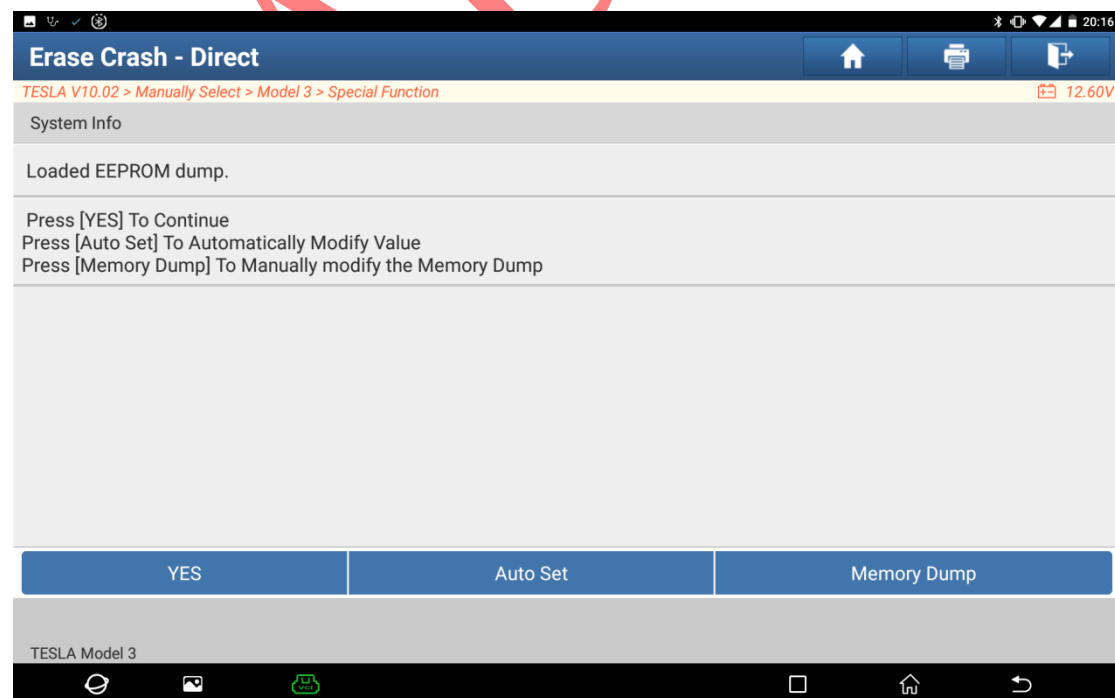 20:16
Erase Crash - Direct
TESLA V10.02 > Manually Select > Model 3 > Special Function
12.60V
System Info
Loaded EEPROM dump.
Press [YES] To Continue
Press [Auto Set] To Automatically Modify Value
Press [Memory Dump] To Manually modify the Memory Dump
YES
Auto Set
Memory Dump
TESLA Model 3
VCI